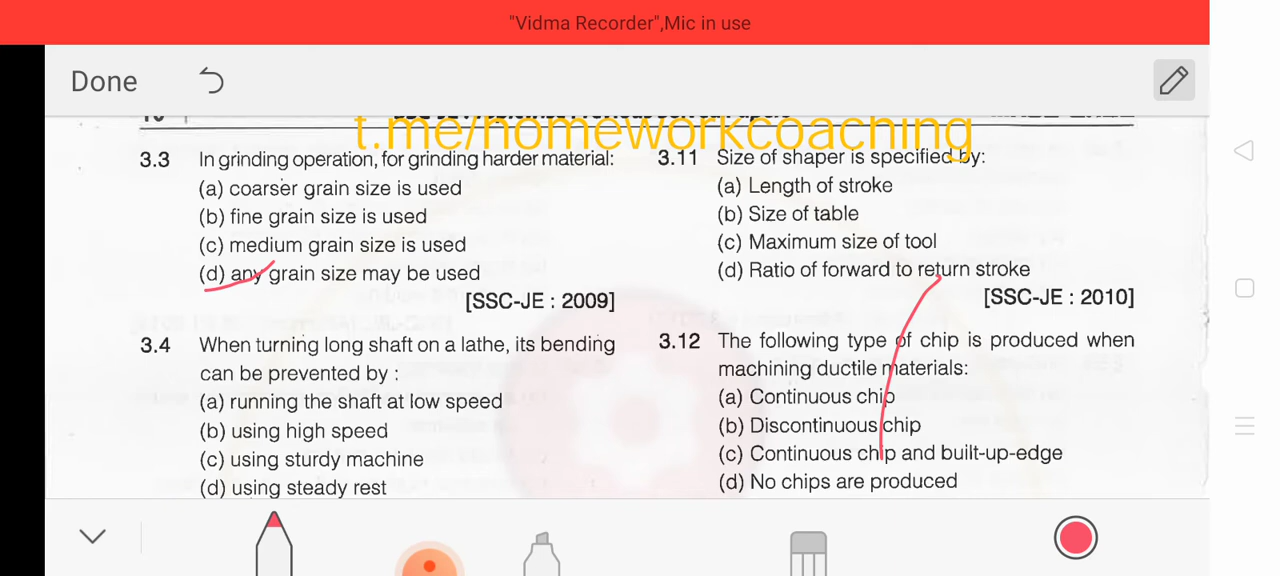 "Vidma Recorder",Mic in use
Done
t.me/homeworkcoaching
3.3 In grinding operation, for grinding harder material:
(a) coarser grain size is used
(b) fine grain size is used
(c) medium grain size is used
(d) any grain size may be used
[SSC-JE : 2009]
3.4 When turning long shaft on a lathe, its bending
can be prevented by :
(a) running the shaft at low speed
(b) using high speed
(c) using sturdy machine
(d) using steady rest
3.11 Size of shaper is specified by:
(a) Length of stroke
(b) Size of table
(c) Maximum size of tool
(d) Ratio of forward to return stroke
[SSC-JE : 2010]
3.12 The following type of chip is produced when
machining ductile materials:
(a) Continuous chip
(b) Discontinuous chip
(c) Continuous chip and built-up-edge
(d) No chips are produced